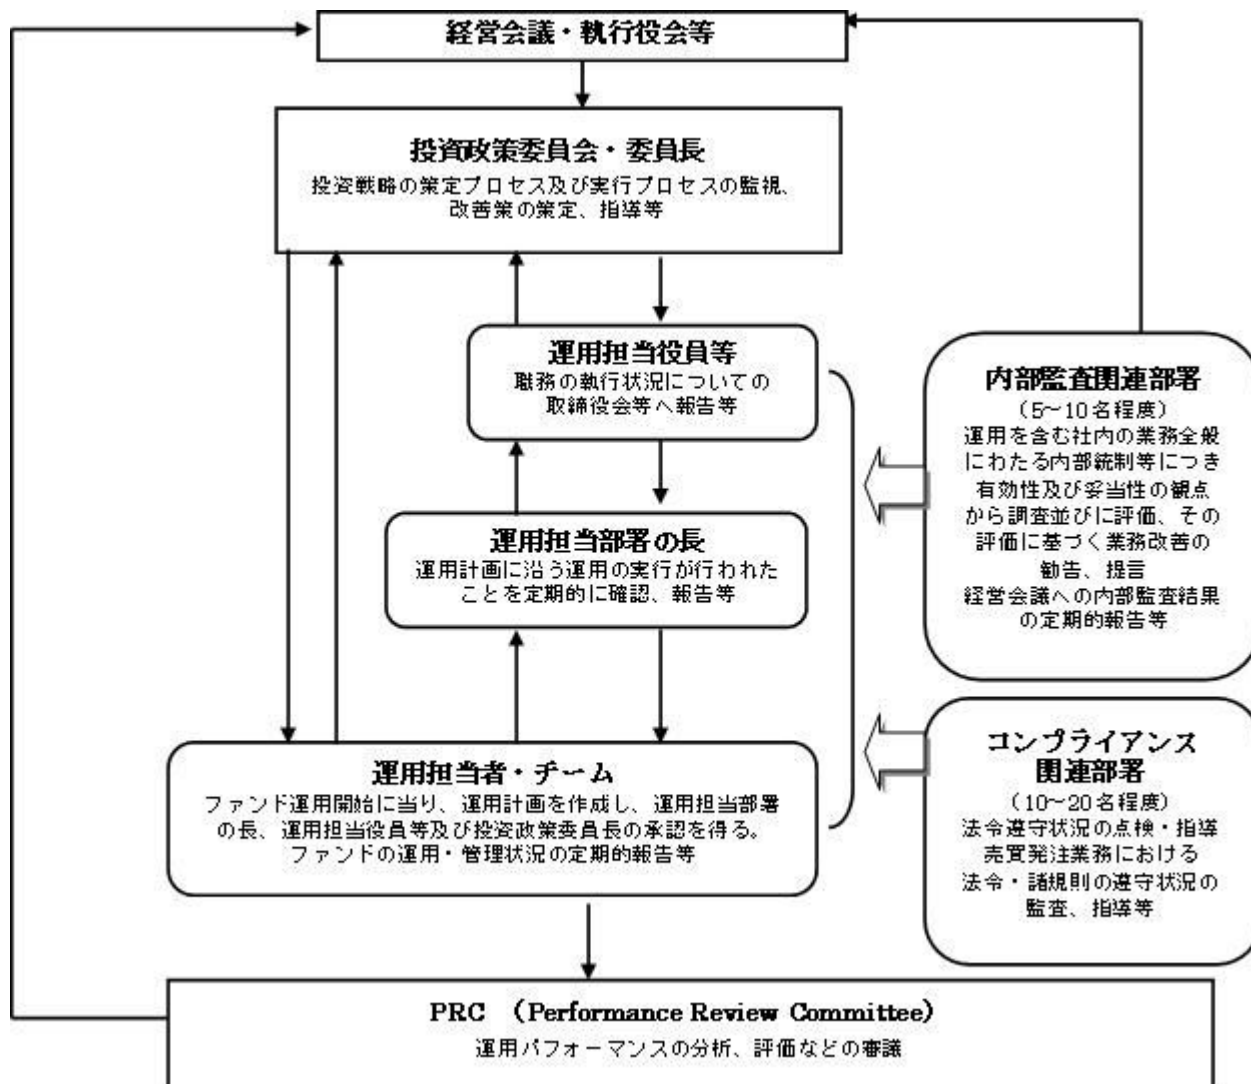 経営会議・執行役会等
投資政策委員会・委員長
投資戦略の策定プロセス及び実行プロセスの監視、
改善策の策定、指導等
運用担当役員等
職務の執行状況についての
取締役会等へ報告等
運用担当部署の長
運用計画に沿う運用の実行が行われた
ことを定期的に確認、報告等
運用担当者・チーム
ファンド運用開始に当り、運用計画を作成し、運用担当部署
の長、運用担当役員等及び投資政策委員長の承認を得る。
ファンドの運用・管理状況の定期的報告等
内部監査関連部署
（5～10名程度）
運用を含む社内の業務全般
にわたる内部統制等につき
有効性及び妥当性の観点
から調査並びに評価、その
評価に基づく業務改善の
勧告、提言
経営会議への内部監査結果
の定期的報告等
コンプライアンス
関連部署
（10～20名程度）
法令遵守状況の点検・指導
売買発注業務における
法令・諸規則の遵守状況の
監査、指導等
PRC （Performance Review Committee）
運用パフォーマンスの分析、評価などの審議